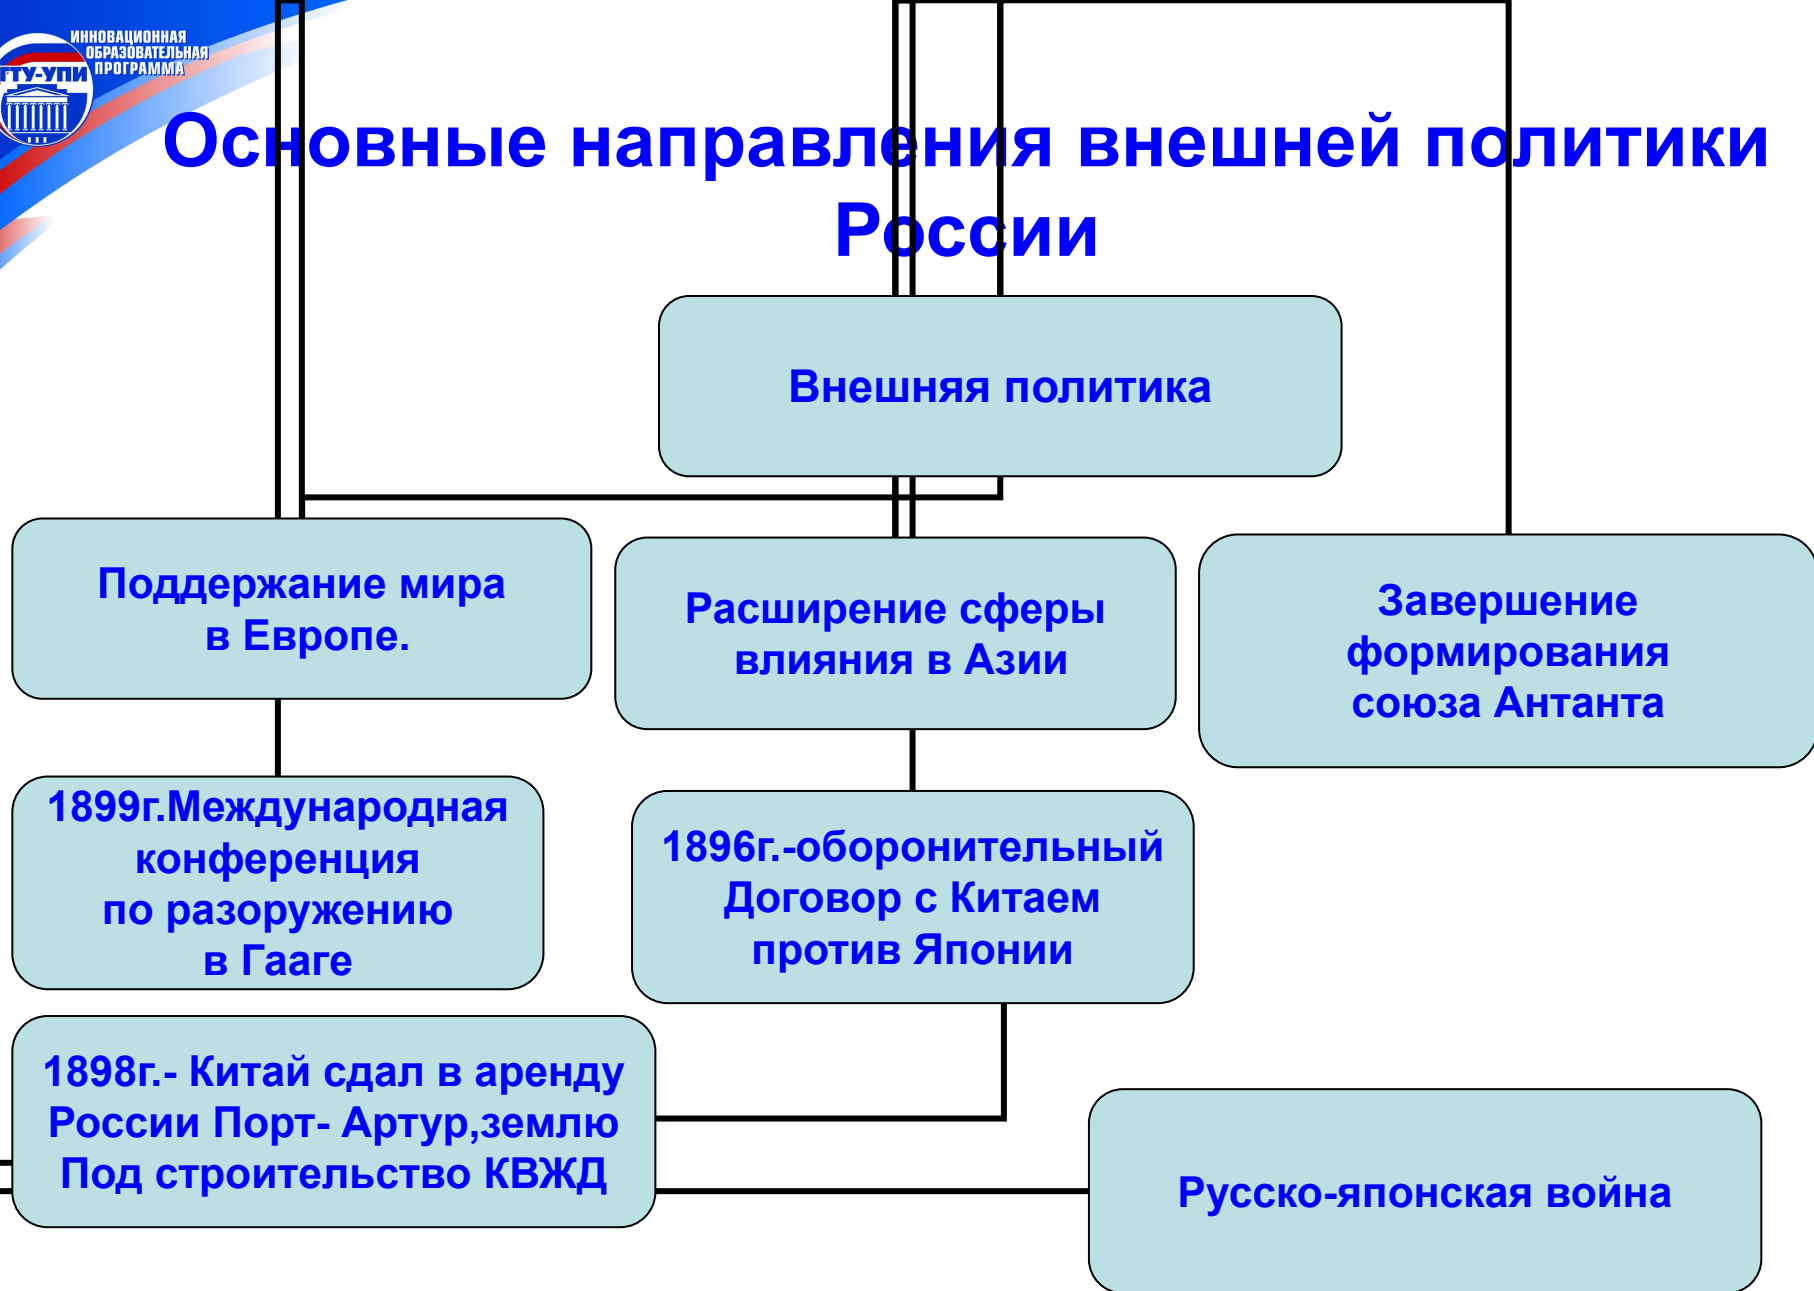 ИННОВАЦИОННАЯ
ОБРАЗОВАТЕЛЬНАЯ
ПРОГРАММА
ГТУ-УПИ
Основные направления внешней политики
России
Внешняя политика
Поддержание мира
в Европе.
Расширение сферы
влияния в Азии
Завершение
формирования
союза Антанта
1899г.Международная
конференция
по разоружению
в Гааге
1896г.-оборонительный
Договор с Китаем
против Японии
1898г.- Китай сдал в аренду
России Порт- Артур,землю
Под строительство КВЖД
Русско-японская война